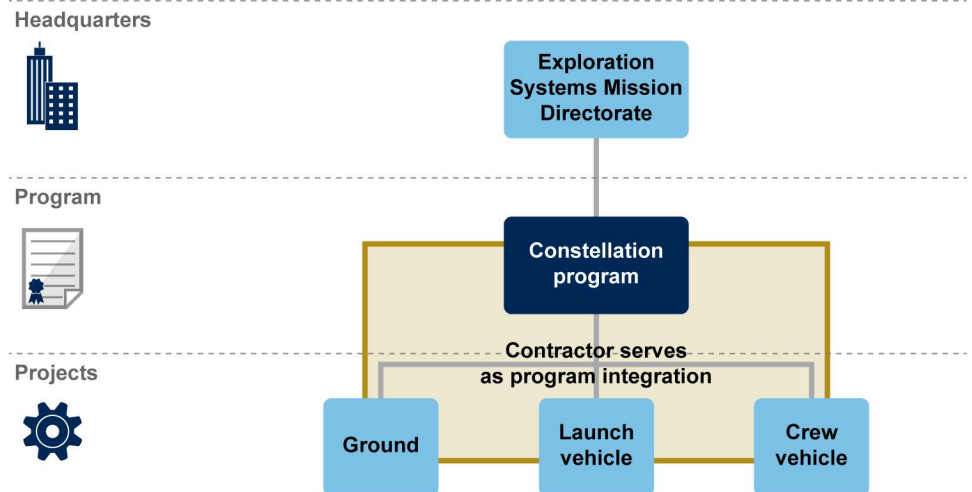 Headquarters
Exploration
Systems Mission
Directorate
Program
Constellation
program
Contractor serves
as program integration
Projects
Ground
Launch
vehicle
Crew
vehicle